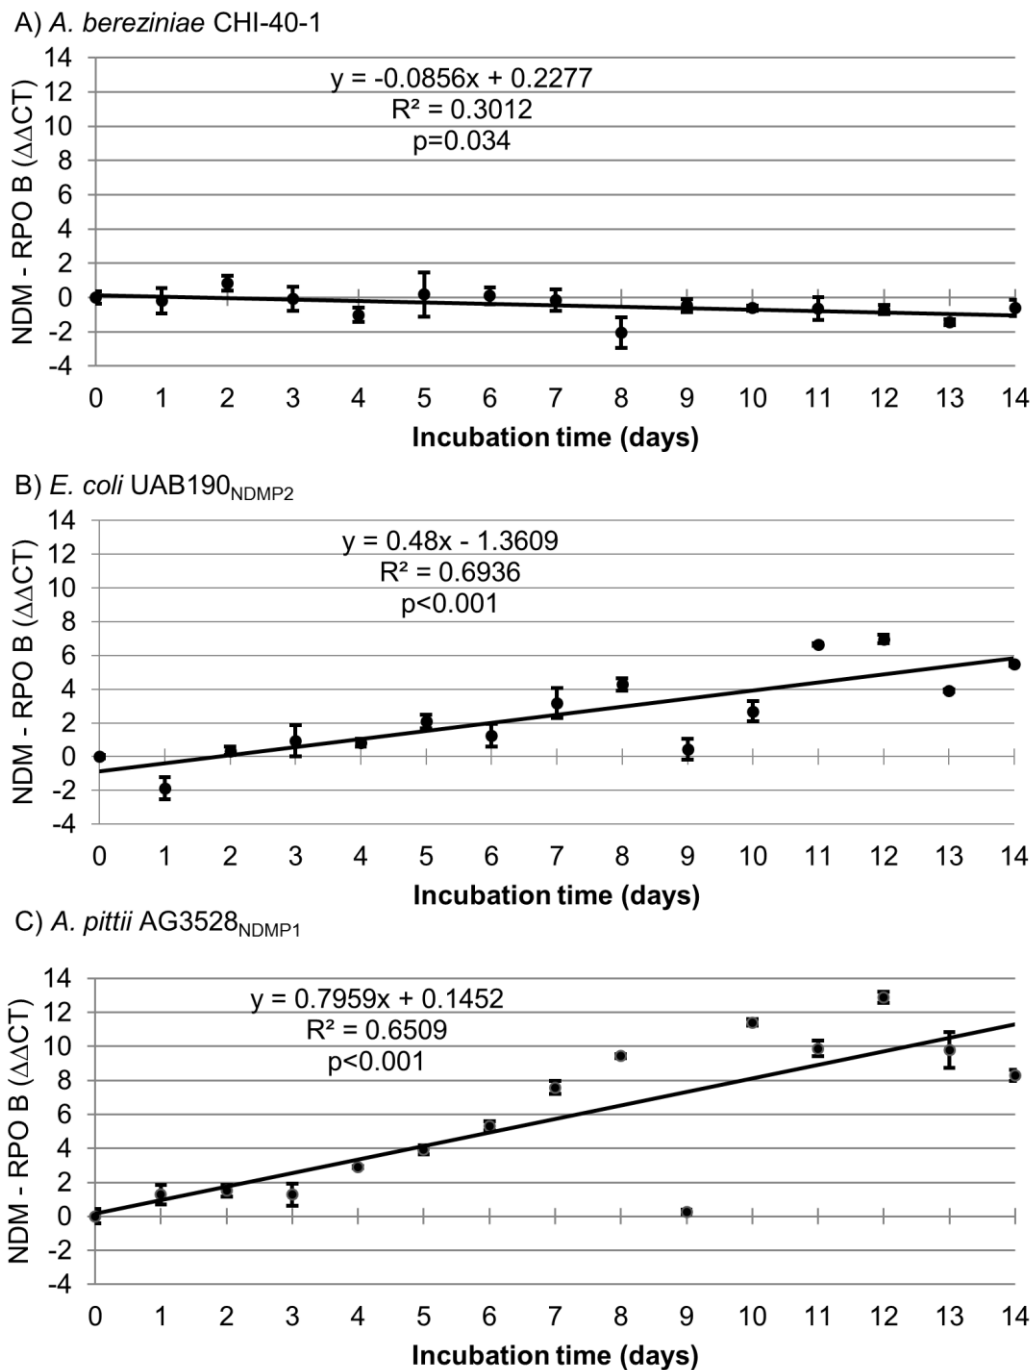 A) A. bereziniae CHI-40-1
14
12
10
8
6
4
2
0
-2
-4
NDM - RPO B (ΔΔCT)
y = -0.0856x + 0.2277
R² = 0.3012
p=0.034
0 1 2 3 4 5 6 7 8 9 10 11 12 13 14
Incubation time (days)
B) E. coli UAB190NDMP2
14
12
10
8
6
4
2
0
-2
-4
NDM - RPO B (ΔΔCT)
y = 0.48x - 1.3609
R² = 0.6936
p<0.001
0 1 2 3 4 5 6 7 8 9 10 11 12 13 14
Incubation time (days)
C) A. pittii AG3528NDMP1
14
12
10
8
6
4
2
0
-2
-4
NDM - RPO B (ΔΔCT)
y = 0.7959x + 0.1452
R² = 0.6509
p<0.001
0 1 2 3 4 5 6 7 8 9 10 11 12 13 14
Incubation time (days)